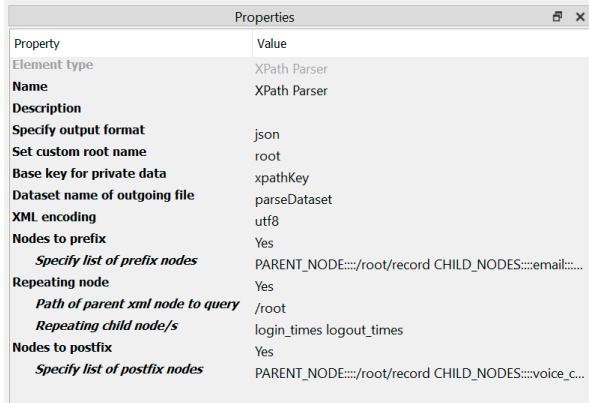 Properties
Property Value
Element type XPath Parser
Name XPath Parser
Description
Specify output format json
Set custom root name root
Base key for private data xpathKey
Dataset name of outgoing file parseDataset
XML encoding utf8
Nodes to prefix Yes
Specify list of prefix nodes PARENT_NODE::::/root/record CHILD_NODES::::email:::...
Repeating node Yes
Path of parent xml node to query /root
Repeating child node/s login_times logout_times
Nodes to postfix Yes
Specify list of postfix nodes PARENT_NODE::::/root/record CHILD_NODES::::voice_c...